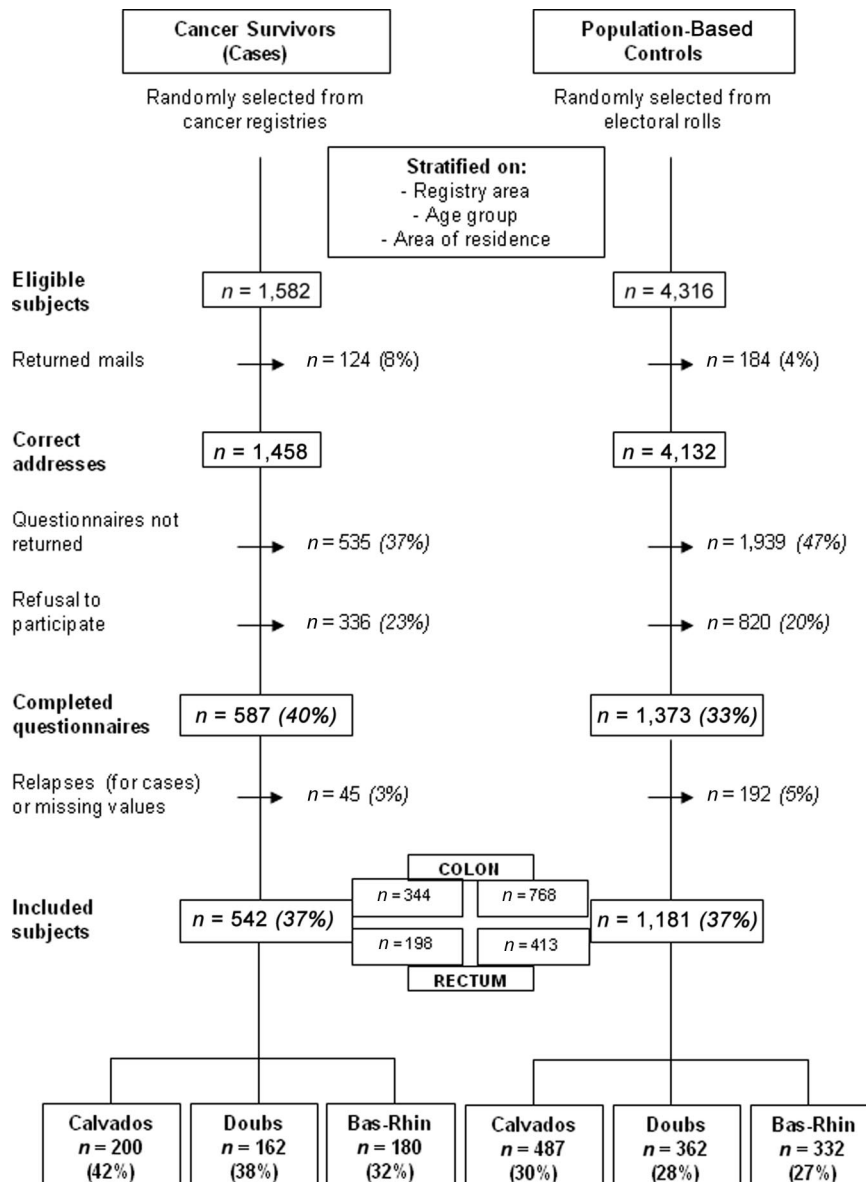 Cancer Survivors
(Cases)
Population-Based
Controls
Randomly selected from
cancer registries
Randomly selected from
electoral rolls
Stratified on:
- Registry area
- Age group
- Area of residence
Eligible
subjects
n = 1,582
n = 4,316
Returned mails
n = 124 (8%)
n = 184 (4%)
Correct
addresses
n = 1,458
n = 4,132
Questionnaires not
returned
n = 535 (37%)
n = 1,939 (47%)
Refusal to
participate
n = 336 (23%)
n = 820 (20%)
Completed
questionnaires
n = 587 (40%)
n = 1,373 (33%)
Relapses (for cases)
or missing values
n = 45 (3%)
n = 192 (5%)
COLON
n = 344
n = 768
Included
subjects
n = 542 (37%)
n = 1,181 (37%)
n = 198
n = 413
RECTUM
Calvados
n = 200
(42%)
Doubs
n = 162
(38%)
Bas-Rhin
n = 180
(32%)
Calvados
n = 487
(30%)
Doubs
n = 362
(28%)
Bas-Rhin
n = 332
(27%)